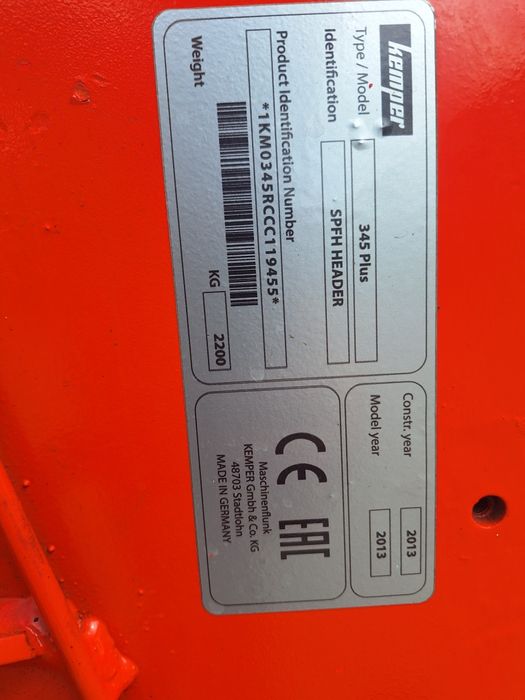 kemper
Type / Model 345 Plus
Identification SPFH HEADER
Product Identification Number
*1KM0345RCCC119455*
Weight KG 2200
Constr. year 2013
Model year 2013
CE EAC
Maschinenflunk
KEMPER Gmbh & Co. KG
48703 Stadtlohn
MADE IN GERMANY